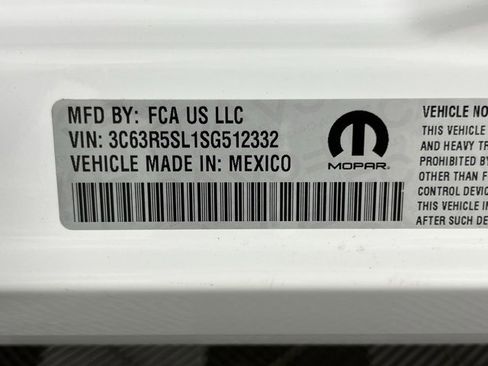 MFD BY: FCA US LLC
VIN: 3C63R5SL1SG512332
VEHICLE MADE IN: MEXICO
MOPAR
VEHICLE NO
THIS VEHICLE
AND HEAVY TR
PROHIBITED B
OTHER THAN F
CONTROL DEVIC
THIS VEHICLE
AFTER SUCH DE